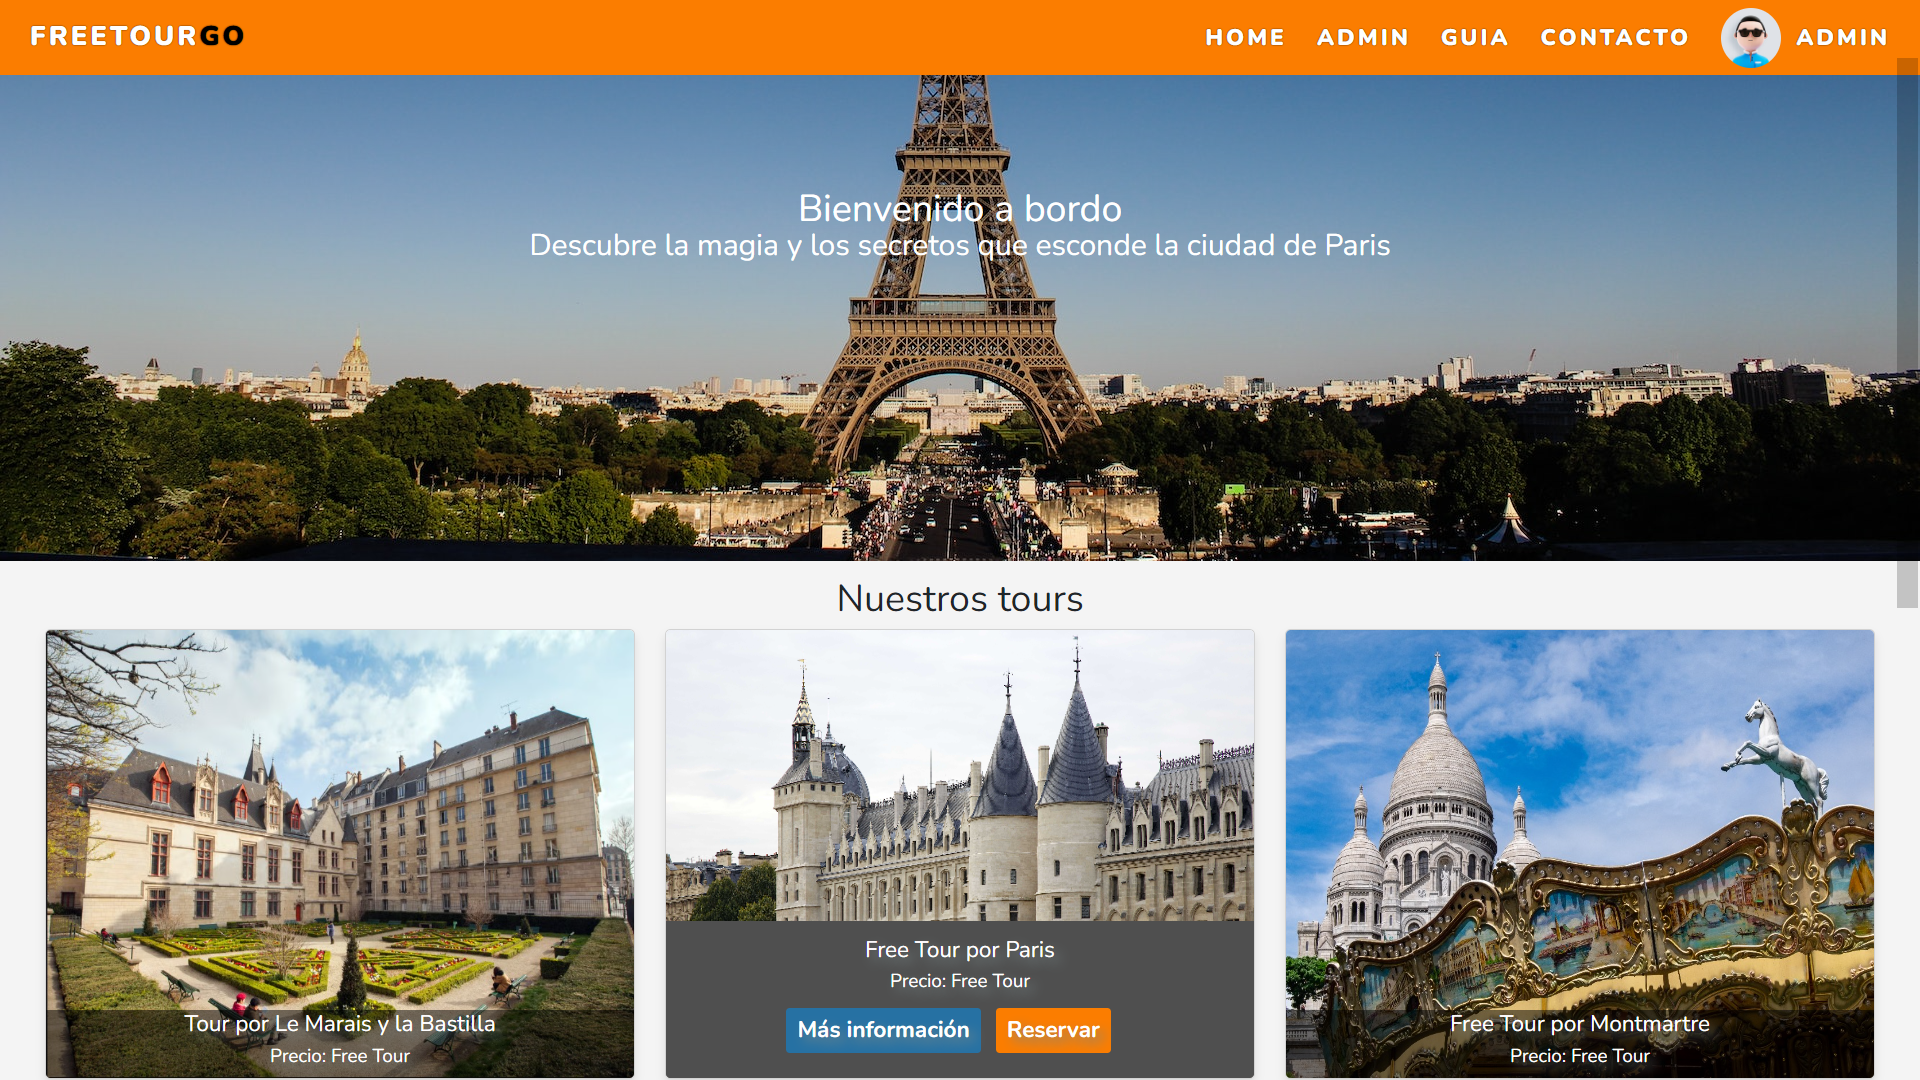 FREETOURGO
HOME
ADMIN
GUIA
CONTACTO
ADMIN
Bienvenido a bordo
Descubre la magia y los secretos que esconde la ciudad de Paris
Nuestros tours
Tour por Le Marais y la Bastilla
Precio: Free Tour
Free Tour por Paris
Precio: Free Tour
Más información
Reservar
Free Tour por Montmartre
Precio: Free Tour